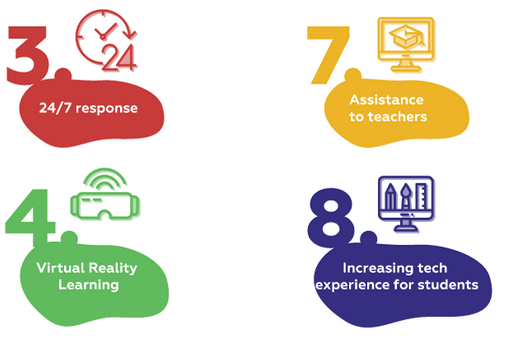 3.
24
24/7 response
4.
Virtual Reality
Learning
7.
Assistance
to teachers
8.
Increasing tech
experience for students